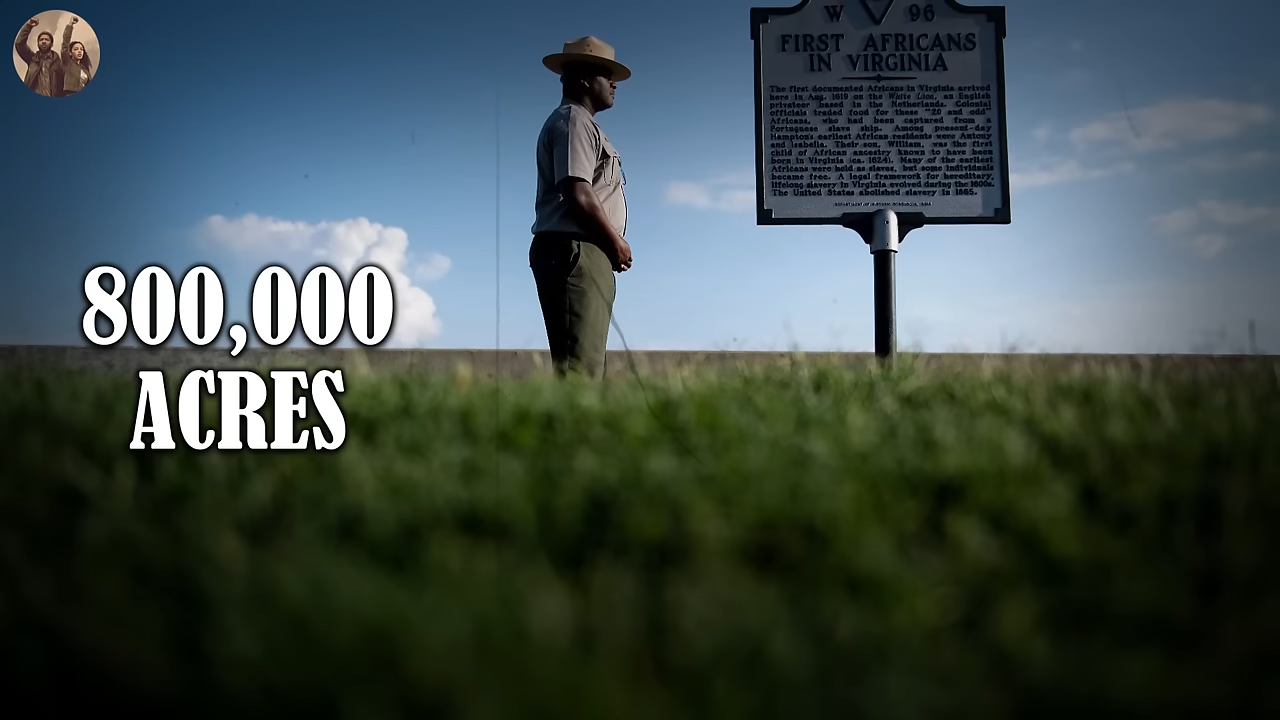 W 96
FIRST AFRICANS
IN VIRGINIA
The first documented Africans in Virginia arrived
here in Aug. 1619 on the White Lion, an English
privateer based in the Netherlands. Colonial
officials traded food for these "20 and odd"
Africans, who had been captured from a
Portuguese slave ship. Among present-day
Hampton's earliest African residents were Antony
and Isabella. Their son, William, was the first
child of African ancestry known to have been
born in Virginia (ca. 1624). Many of the earliest
Africans were held as slaves, but some individuals
became free. A legal framework for hereditary,
lifelong slavery in Virginia evolved during the 1600s.
The United States abolished slavery in 1865.
800,000
ACRES